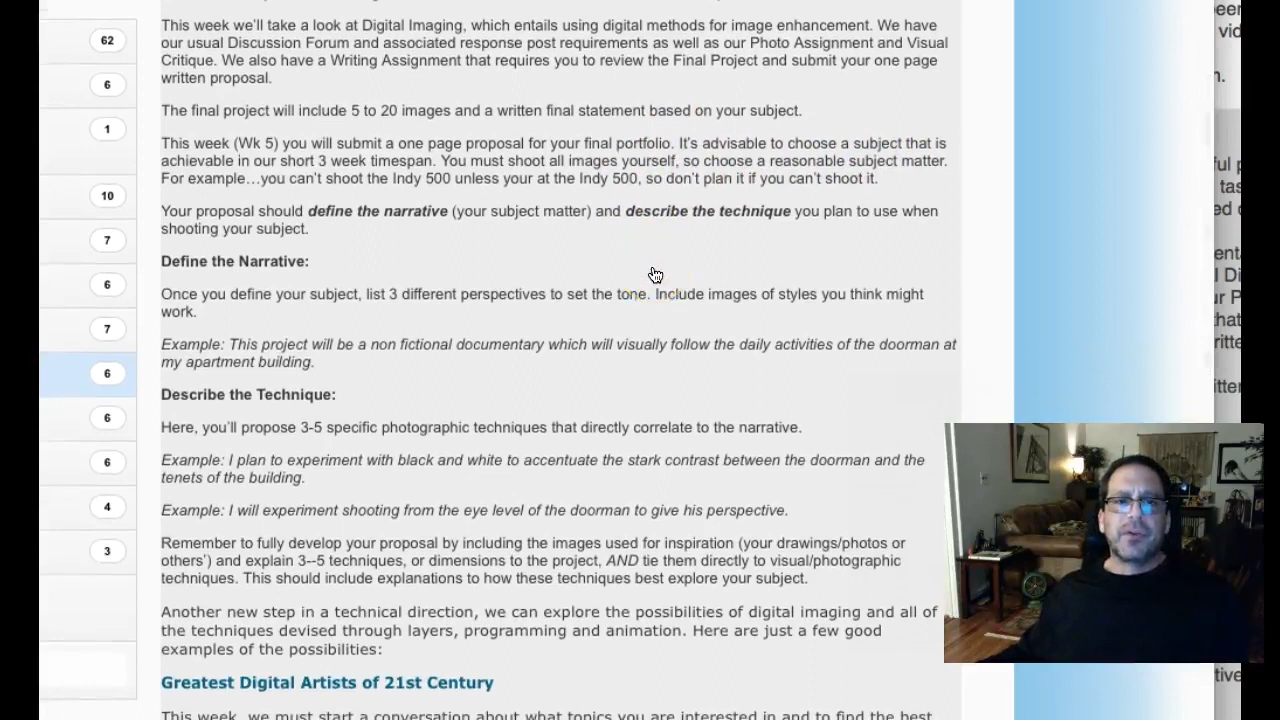 62
6
1
10
7
6
7
6
6
6
4
3
This week we'll take a look at Digital Imaging, which entails using digital methods for image enhancement. We have
our usual Discussion Forum and associated response post requirements as well as our Photo Assignment and Visual
Critique. We also have a Writing Assignment that requires you to review the Final Project and submit your one page
written proposal.
The final project will include 5 to 20 images and a written final statement based on your subject.
This week (Wk 5) you will submit a one page proposal for your final portfolio. It's advisable to choose a subject that is
achievable in our short 3 week timespan. You must shoot all images yourself, so choose a reasonable subject matter.
For example…you can't shoot the Indy 500 unless your at the Indy 500, so don't plan it if you can't shoot it.
Your proposal should define the narrative (your subject matter) and describe the technique you plan to use when
shooting your subject.
Define the Narrative:
Once you define your subject, list 3 different perspectives to set the tone. Include images of styles you think might
work.
Example: This project will be a non fictional documentary which will visually follow the daily activities of the doorman at
my apartment building.
Describe the Technique:
Here, you'll propose 3-5 specific photographic techniques that directly correlate to the narrative.
Example: I plan to experiment with black and white to accentuate the stark contrast between the doorman and the
tenets of the building.
Example: I will experiment shooting from the eye level of the doorman to give his perspective.
Remember to fully develop your proposal by including the images used for inspiration (your drawings/photos or
others') and explain 3--5 techniques, or dimensions to the project, AND tie them directly to visual/photographic
techniques. This should include explanations to how these techniques best explore your subject.
Another new step in a technical direction, we can explore the possibilities of digital imaging and all of
the techniques devised through layers, programming and animation. Here are just a few good
examples of the possibilities:
Greatest Digital Artists of 21st Century
This week, we must start a conversation about what topics you are interested in and to find the best